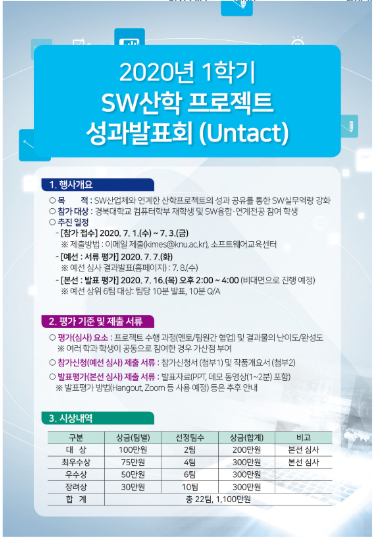 2020년 1학기
SW산학 프로젝트
성과발표회 (Untact)
1. 행사개요
○ 목 적 : SW산업체와 연계한 산학프로젝트의 성과 공유를 통한 SW실무역량 강화
○ 참가 대상 : 경북대학교 컴퓨터학부 재학생 및 SW융합·연계전공 참여 학생
○ 추진 일정
- [참가 접수] 2020. 7. 1.(수) ~ 7. 3.(금)
※ 제출방법 : 이메일 제출(kimes@knu.ac.kr), 소프트웨어교육센터
- [예선 : 서류 평가] 2020. 7. 7.(화)
※ 예선 심사 결과발표(홈페이지) : 7. 8.(수)
- [본선 : 발표 평가] 2020. 7. 16.(목) 오후 2:00 ~ 4:00 (비대면으로 진행 예정)
※ 예선 상위 6팀 대상: 팀당 10분 발표, 10분 Q/A
2. 평가 기준 및 제출 서류
○ 평가(심사) 요소 : 프로젝트 수행 과정(멘토/팀원간 협업) 및 결과물의 난이도/완성도
※ 여러 학과 학생이 공동으로 참여한 경우 가산점 부여
○ 참가신청(예선 심사) 제출 서류 : 참가신청서 (첨부1) 및 작품개요서 (첨부2)
○ 발표평가(본선 심사) 제출 서류 : 발표자료(PPT, 데모 동영상(1~2분) 포함)
※ 발표평가 방법(Hangout, Zoom 등 사용 예정) 등은 추후 안내
3. 시상내역
구분 상금(팀별) 선정팀수 상금(합계) 비고
대 상 100만원 2팀 200만원 본선 심사
최우수상 75만원 4팀 300만원 본선 심사
우수상 50만원 6팀 300만원
장려상 30만원 10팀 300만원
합 계 총 22팀, 1,100만원